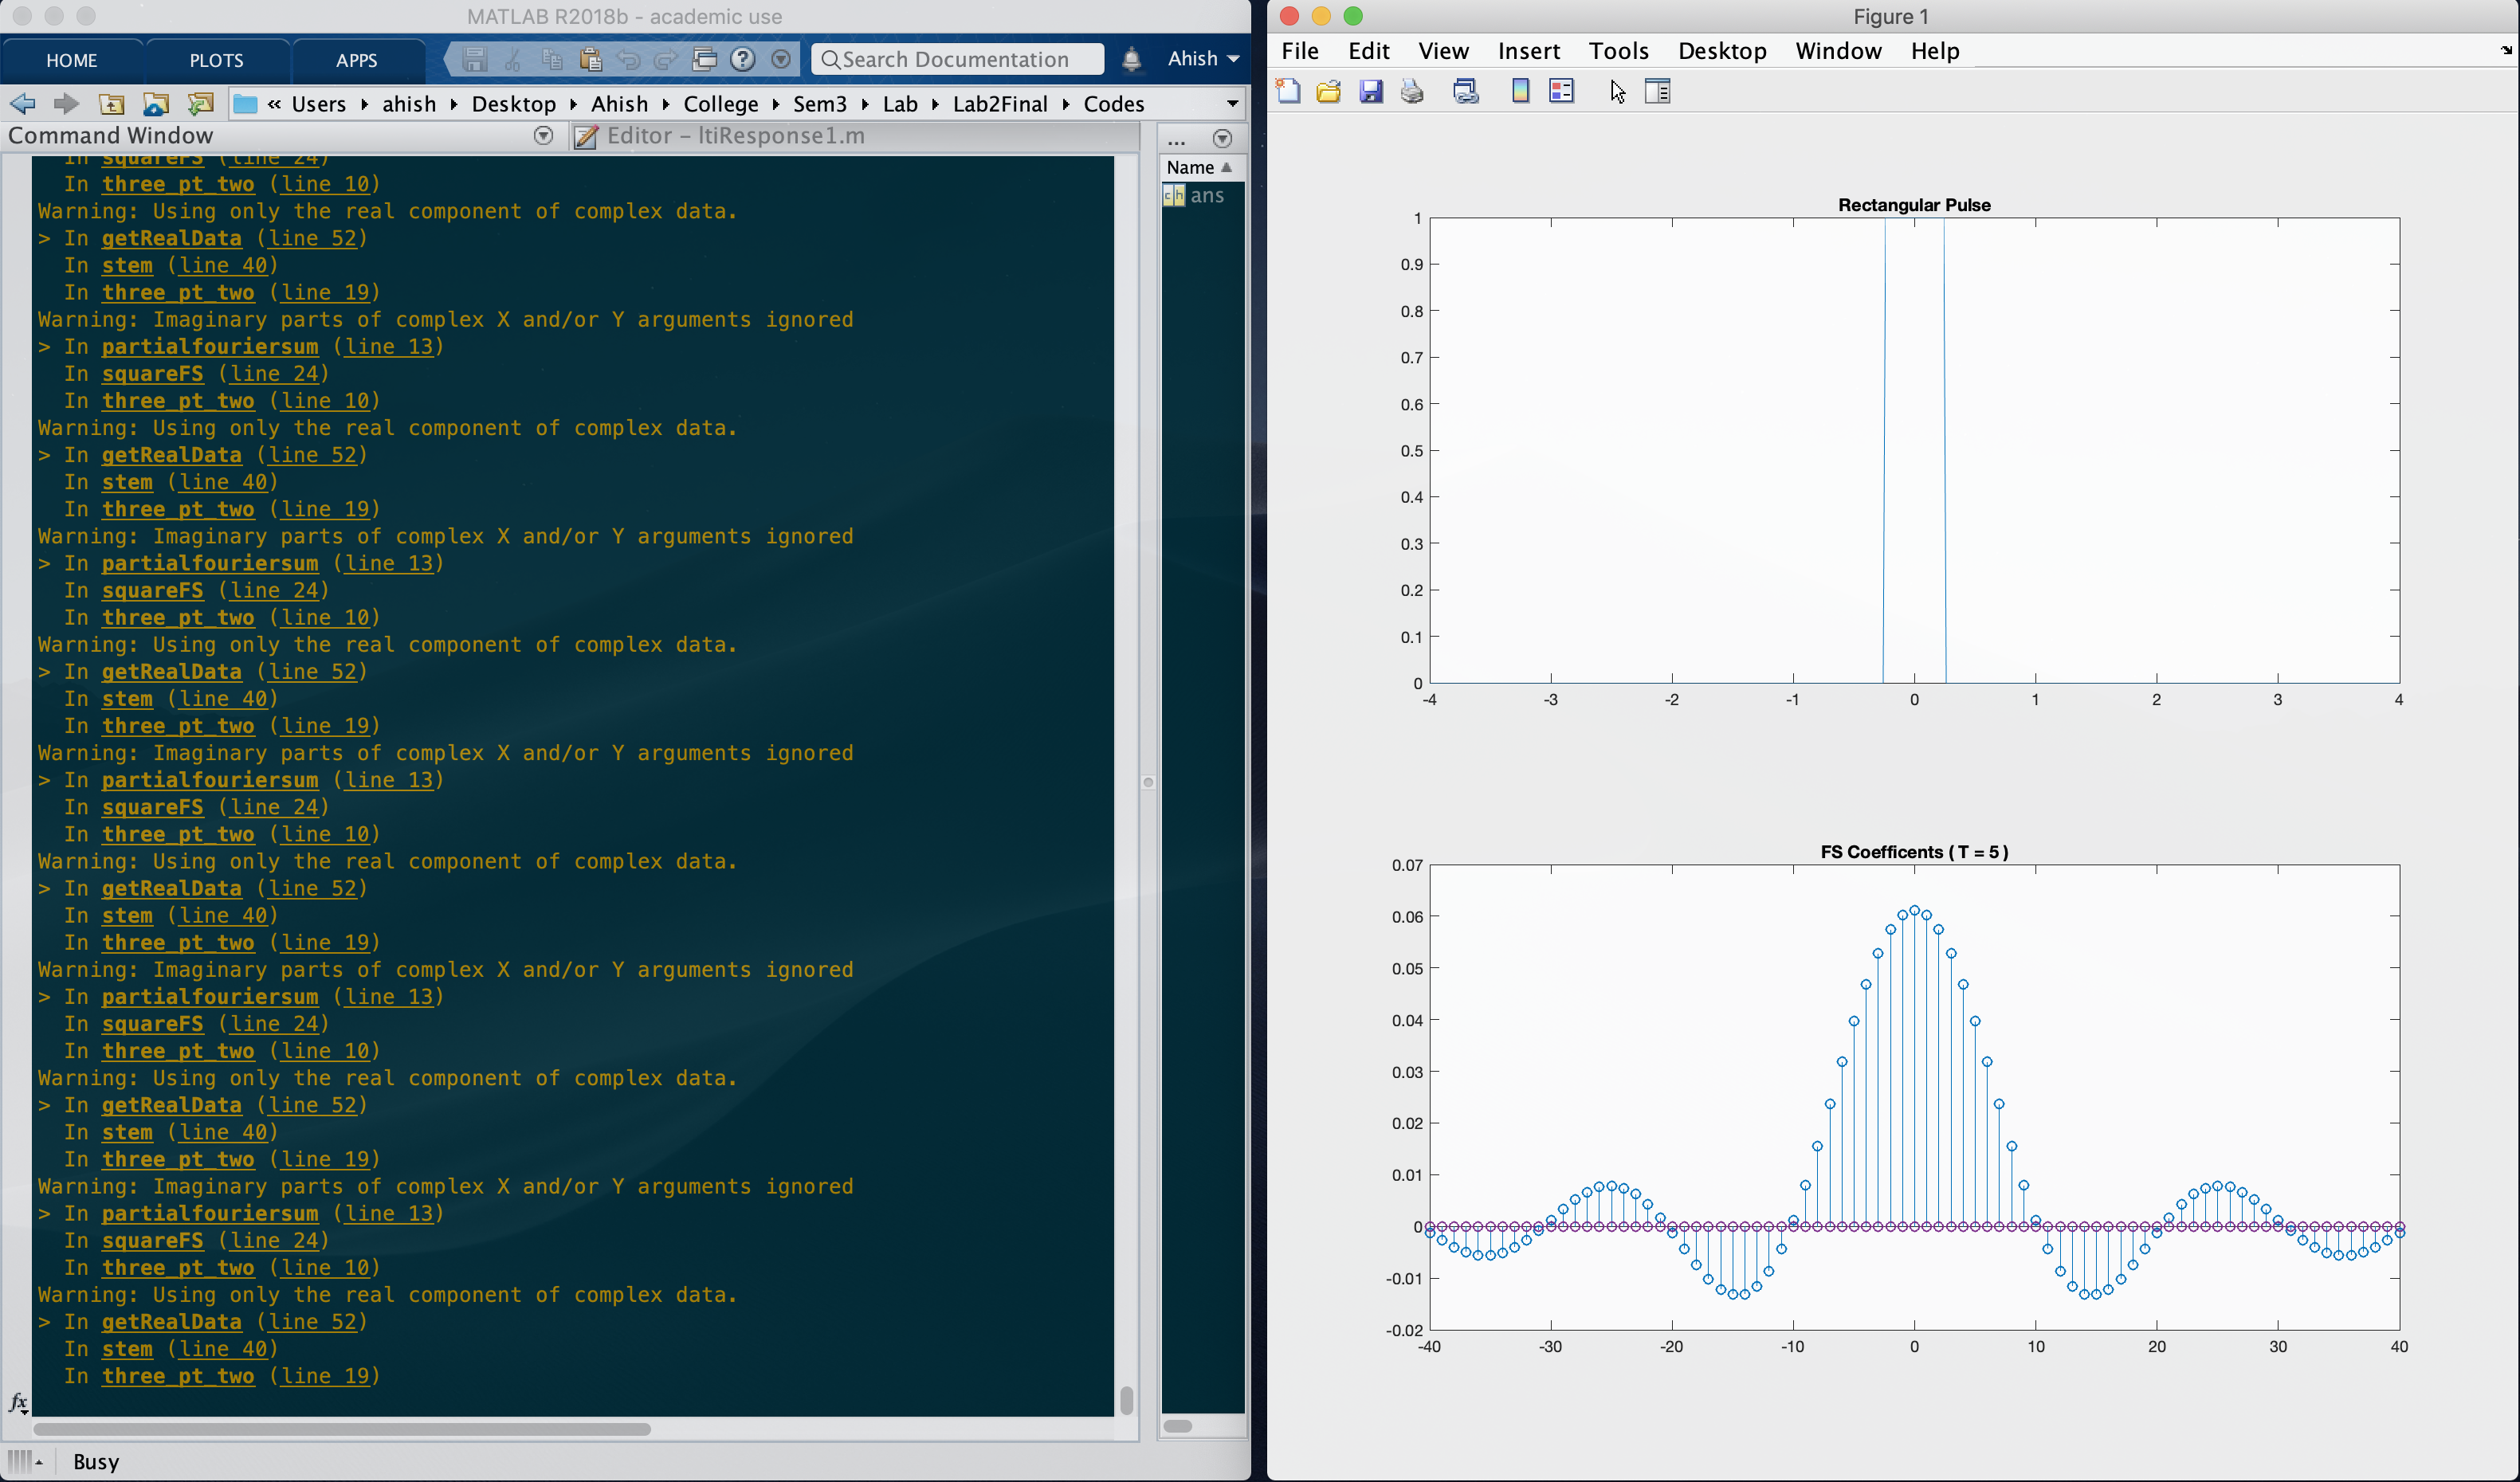 MATLAB R2018b - academic use
HOME PLOTS APPS Search Documentation Ahish
« Users ahish Desktop Ahish College Sem3 Lab Lab2Final Codes
Command Window
Editor – ltiResponse1.m
...
Name
ch ans
In squareFS (line 24)
In three_pt_two (line 10)
Warning: Using only the real component of complex data.
> In getRealData (line 52)
In stem (line 40)
In three_pt_two (line 19)
Warning: Imaginary parts of complex X and/or Y arguments ignored
> In partialfouriersum (line 13)
In squareFS (line 24)
In three_pt_two (line 10)
Warning: Using only the real component of complex data.
> In getRealData (line 52)
In stem (line 40)
In three_pt_two (line 19)
Warning: Imaginary parts of complex X and/or Y arguments ignored
> In partialfouriersum (line 13)
In squareFS (line 24)
In three_pt_two (line 10)
Warning: Using only the real component of complex data.
> In getRealData (line 52)
In stem (line 40)
In three_pt_two (line 19)
Warning: Imaginary parts of complex X and/or Y arguments ignored
> In partialfouriersum (line 13)
In squareFS (line 24)
In three_pt_two (line 10)
Warning: Using only the real component of complex data.
> In getRealData (line 52)
In stem (line 40)
In three_pt_two (line 19)
Warning: Imaginary parts of complex X and/or Y arguments ignored
> In partialfouriersum (line 13)
In squareFS (line 24)
In three_pt_two (line 10)
Warning: Using only the real component of complex data.
> In getRealData (line 52)
In stem (line 40)
In three_pt_two (line 19)
Warning: Imaginary parts of complex X and/or Y arguments ignored
> In partialfouriersum (line 13)
In squareFS (line 24)
In three_pt_two (line 10)
Warning: Using only the real component of complex data.
> In getRealData (line 52)
In stem (line 40)
In three_pt_two (line 19)
fx
Busy
Figure 1
File Edit View Insert Tools Desktop Window Help
Rectangular Pulse
1
0.9
0.8
0.7
0.6
0.5
0.4
0.3
0.2
0.1
0
-4 -3 -2 -1 0 1 2 3 4
FS Coefficents ( T = 5 )
0.07
0.06
0.05
0.04
0.03
0.02
0.01
0
-0.01
-0.02
-40 -30 -20 -10 0 10 20 30 40